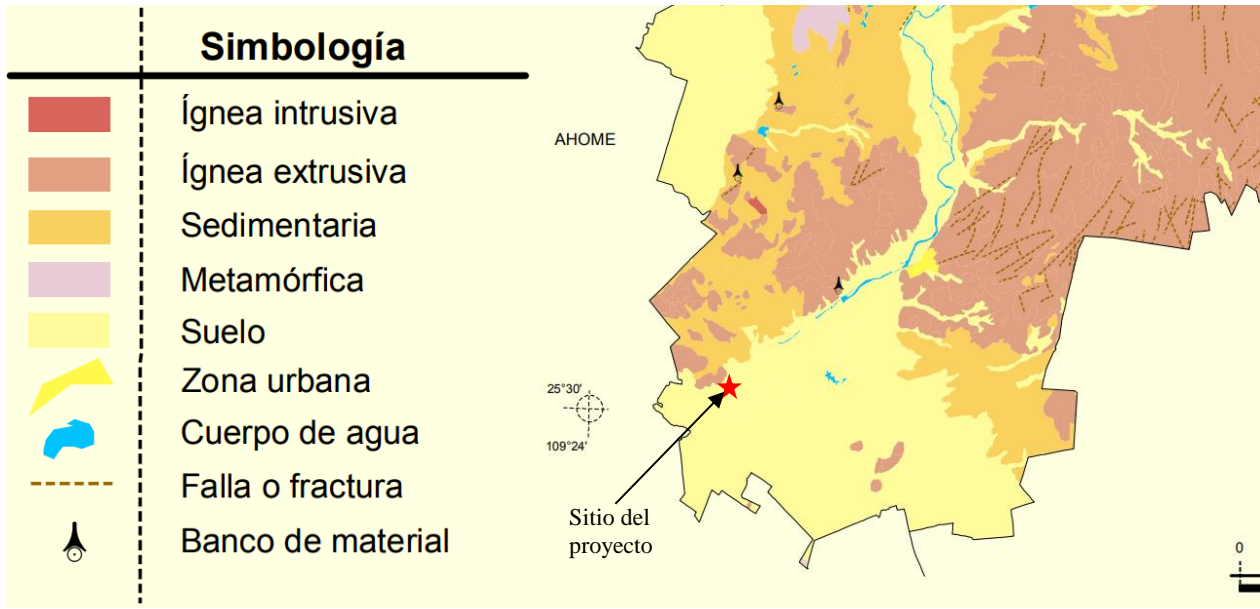 Simbología
Ígnea intrusiva
Ígnea extrusiva
Sedimentaria
Metamórfica
Suelo
Zona urbana
Cuerpo de agua
Falla o fractura
Banco de material
AHOME
25°30'
109°24'
Sitio del
proyecto
0